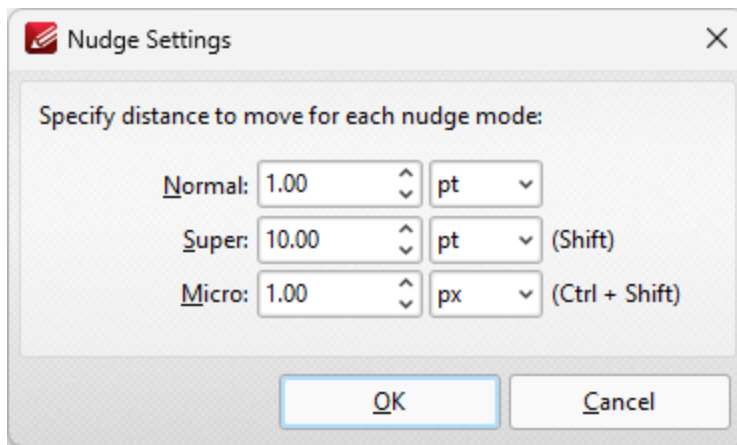 Nudge Settings
Specify distance to move for each nudge mode:
Normal: 1.00 pt
Super: 10.00 pt (Shift)
Micro: 1.00 px (Ctrl + Shift)
OK Cancel